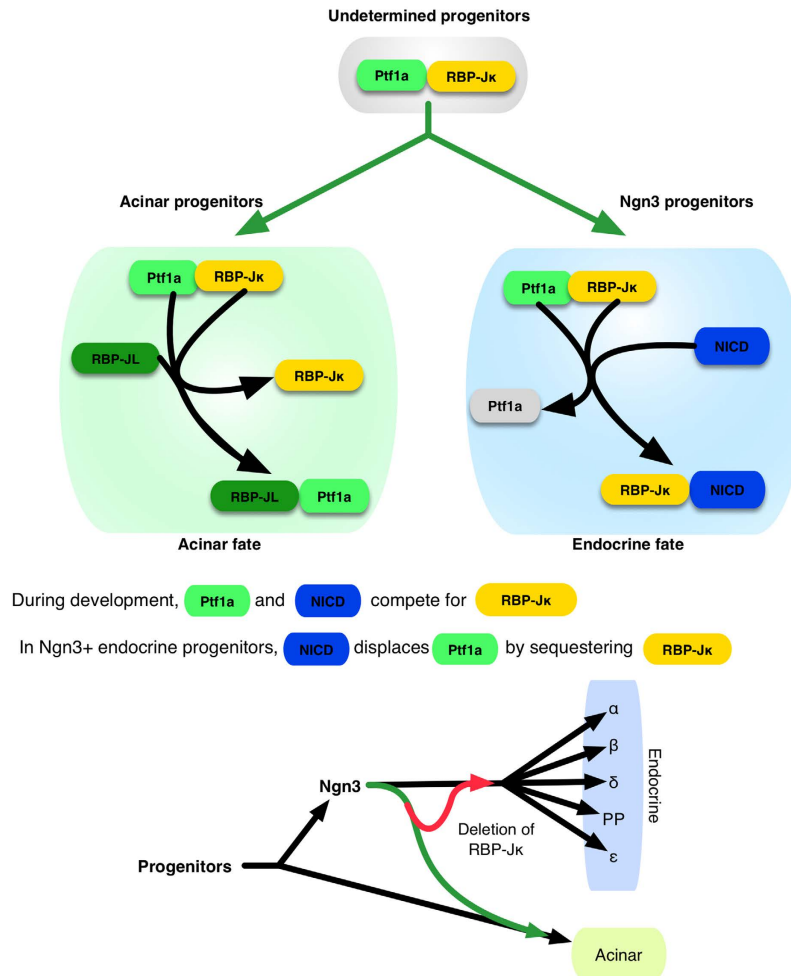 Undetermined progenitors
Ptf1a RBP-Jκ
Acinar progenitors
Ngn3 progenitors
Ptf1a RBP-Jκ
RBP-JL
RBP-Jκ
RBP-JL Ptf1a
Acinar fate
Ptf1a RBP-Jκ
NICD
Ptf1a
RBP-Jκ NICD
Endocrine fate
During development, Ptf1a and NICD compete for RBP-Jκ
In Ngn3+ endocrine progenitors, NICD displaces Ptf1a by sequestering RBP-Jκ
α
β
δ
PP
ε
Endocrine
Ngn3
Deletion of
RBP-Jκ
Progenitors
Acinar